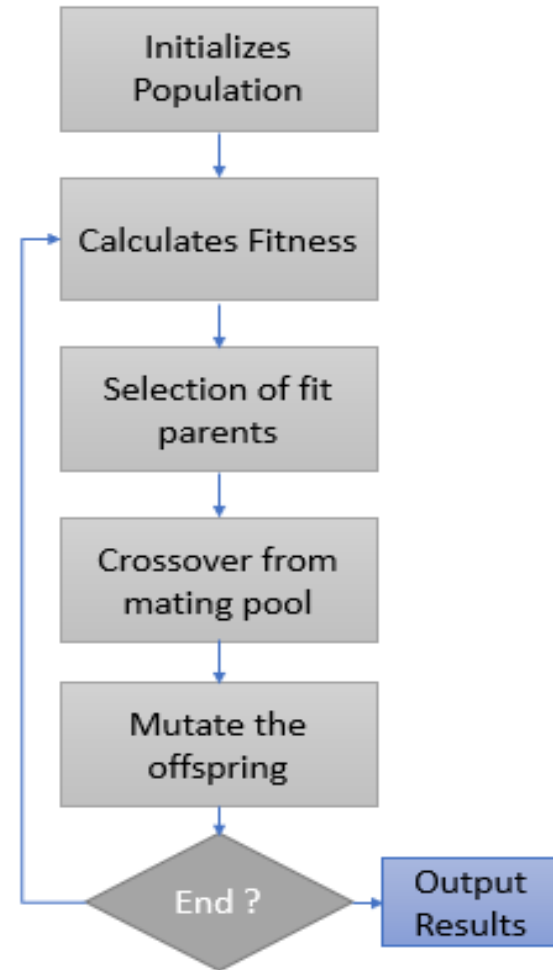 Initializes
Population
Calculates Fitness
Selection of fit
parents
Crossover from
mating pool
Mutate the
offspring
End ?
Output
Results